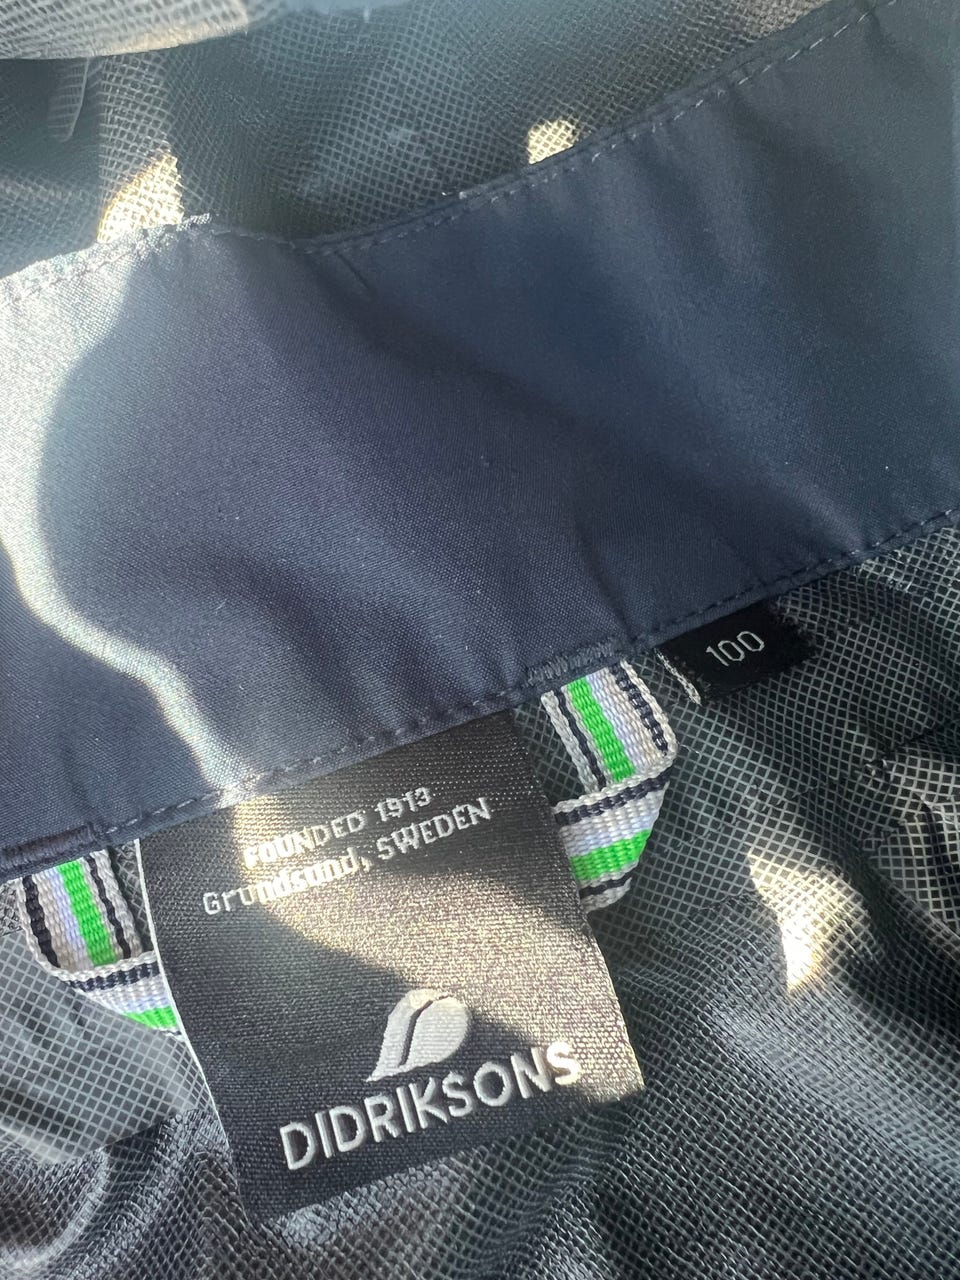 100
FOUNDED 1913
Grundsund, SWEDEN
DIDRIKSONS